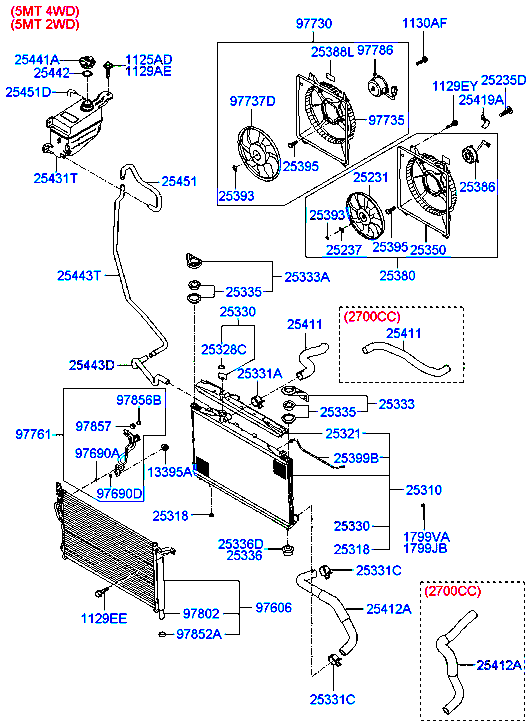 (5MT 4WD)
(5MT 2WD)
97730
1130AF
25388L
97786
25441A
25442
25451D
1125AD
1129AE
1129EY
25235D
25419A
97737D
97735
25395
25393
25386
25431T
25451
25231
25393
25237
25395
25350
25380
25443T
25333A
25335
25330
25411
(2700CC)
25411
25328C
25331A
25443D
25333
25335
97856B
97857
97761
97690A
97690D
13395A
25321
25399B
25310
25318
25330
25336D
25336
25318
1799VA
1799JB
25331C
97606
25412A
(2700CC)
1129EE
97802
97852A
25412A
25331C